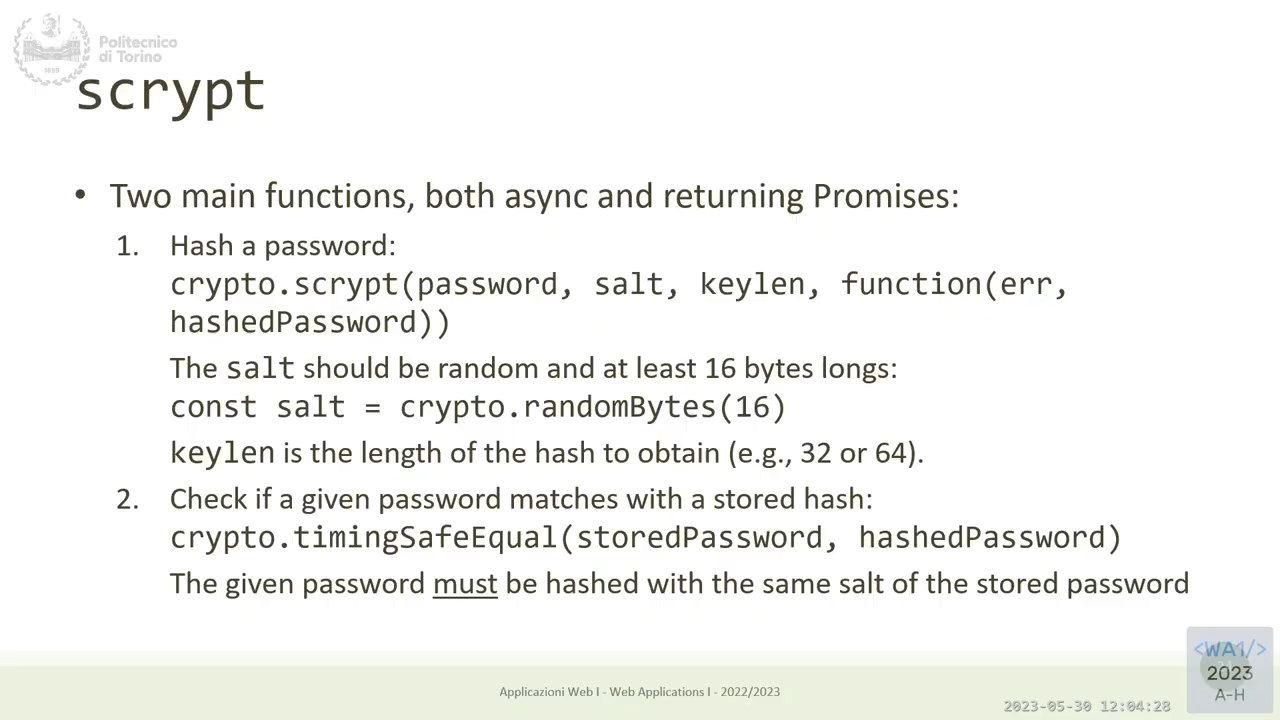 Politecnico
di Torino
1859
scrypt
• Two main functions, both async and returning Promises:
1. Hash a password:
crypto.scrypt(password, salt, keylen, function(err,
hashedPassword))
The salt should be random and at least 16 bytes longs:
const salt = crypto.randomBytes(16)
keylen is the length of the hash to obtain (e.g., 32 or 64).
2. Check if a given password matches with a stored hash:
crypto.timingSafeEqual(storedPassword, hashedPassword)
The given password must be hashed with the same salt of the stored password
Applicazioni Web I - Web Applications I - 2022/2023
2023-05-30 12:04:28
<WA1/>
2023
A-H